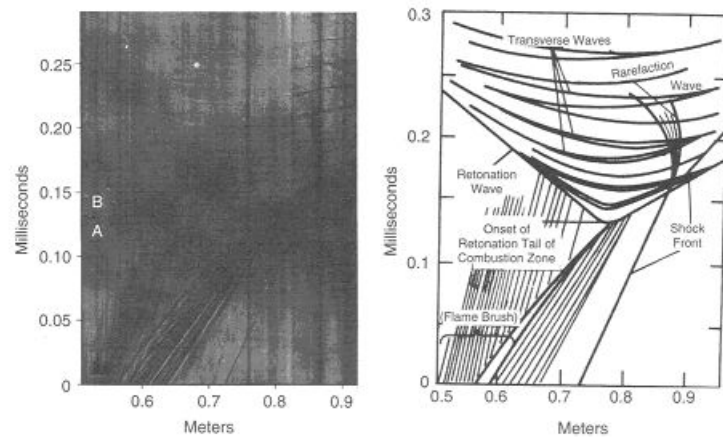 0.25
0.20
0.15
0.10
0.05
0
Milliseconds
B
A
0.6
0.7
0.8
0.9
Meters
0.3
0.2
0.1
0
Milliseconds
Transverse Waves
Rarefaction
Wave
Retonation
Wave
Onset of
Retonation Tail of
Combustion Zone
Shock
Front
(Flame Brush)
0.5
0.6
0.7
0.8
0.9
Meters